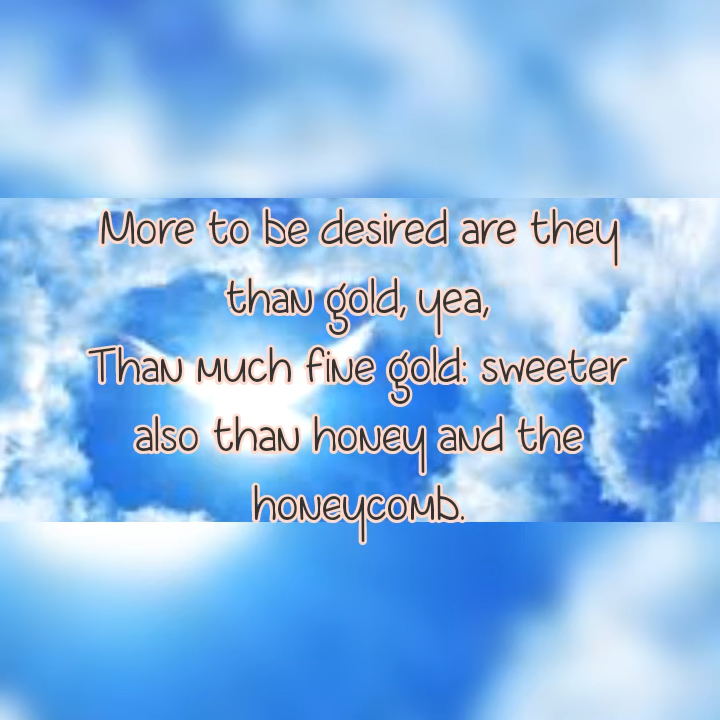 More to be desired are they
than gold, yea,
Than much fine gold: sweeter
also than honey and the
honeycomb.